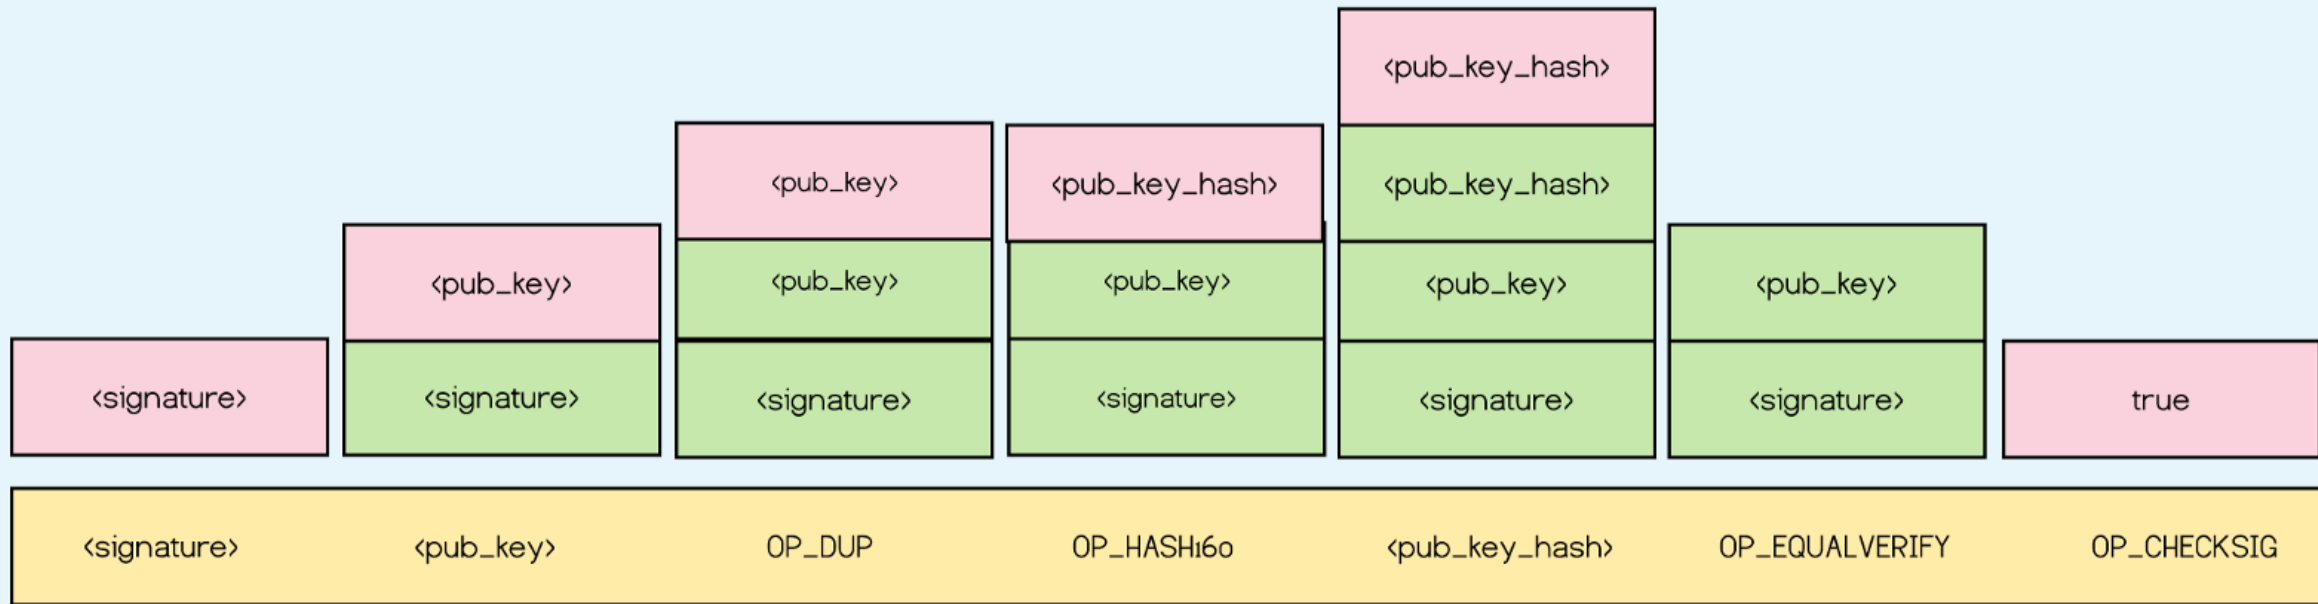 <pub_key_hash>
<pub_key> <pub_key_hash> <pub_key_hash>
<pub_key> <pub_key> <pub_key> <pub_key> <pub_key>
<signature> <signature> <signature> <signature> <signature> <signature> true
<signature> <pub_key> OP_DUP OP_HASH160 <pub_key_hash> OP_EQUALVERIFY OP_CHECKSIG